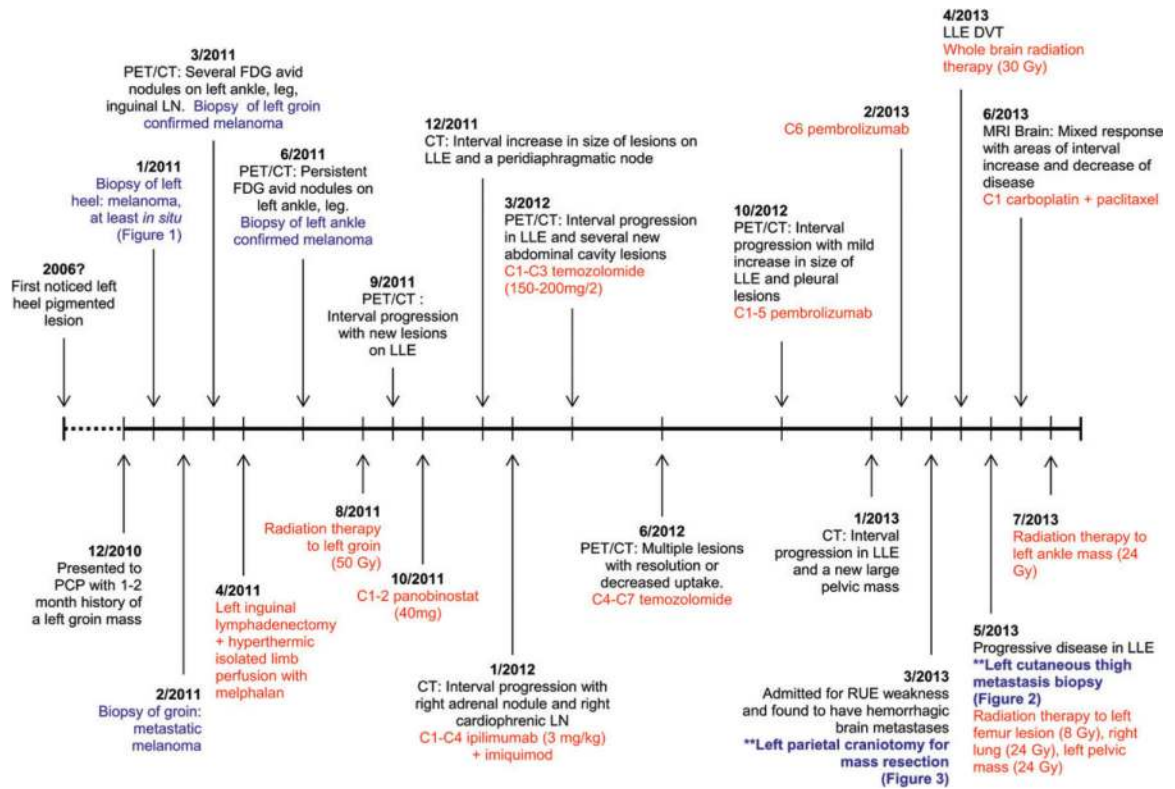 2006?
First noticed left
heel pigmented
lesion
12/2010
Presented to
PCP with 1-2
month history of
a left groin mass
1/2011
Biopsy of left
heel: melanoma,
at least in situ
(Figure 1)
2/2011
Biopsy of groin:
metastatic
melanoma
3/2011
PET/CT: Several FDG avid
nodules on left ankle, leg,
inguinal LN. Biopsy of left groin
confirmed melanoma
4/2011
Left inguinal
lymphadenectomy
+ hyperthermic
isolated limb
perfusion with
melphalan
6/2011
PET/CT: Persistent
FDG avid nodules on
left ankle, leg.
Biopsy of left ankle
confirmed melanoma
8/2011
Radiation therapy
to left groin
(50 Gy)
9/2011
PET/CT :
Interval progression
with new lesions
on LLE
10/2011
C1-2 panobinostat
(40mg)
12/2011
CT: Interval increase in size of lesions on
LLE and a peridiaphragmatic node
1/2012
CT: Interval progression with
right adrenal nodule and right
cardiophrenic LN
C1-C4 ipilimumab (3 mg/kg)
+ imiquimod
3/2012
PET/CT: Interval progression
in LLE and several new
abdominal cavity lesions
C1-C3 temozolomide
(150-200mg/2)
6/2012
PET/CT: Multiple lesions
with resolution or
decreased uptake.
C4-C7 temozolomide
10/2012
PET/CT: Interval
progression with mild
increase in size of
LLE and pleural
lesions
C1-5 pembrolizumab
1/2013
CT: Interval
progression in LLE
and a new large
pelvic mass
2/2013
C6 pembrolizumab
3/2013
Admitted for RUE weakness
and found to have hemorrhagic
brain metastases
**Left parietal craniotomy for
mass resection
(Figure 3)
4/2013
LLE DVT
Whole brain radiation
therapy (30 Gy)
5/2013
Progressive disease in LLE
**Left cutaneous thigh
metastasis biopsy
(Figure 2)
Radiation therapy to left
femur lesion (8 Gy), right
lung (24 Gy), left pelvic
mass (24 Gy)
6/2013
MRI Brain: Mixed response
with areas of interval
increase and decrease of
disease
C1 carboplatin + paclitaxel
7/2013
Radiation therapy to
left ankle mass (24
Gy)